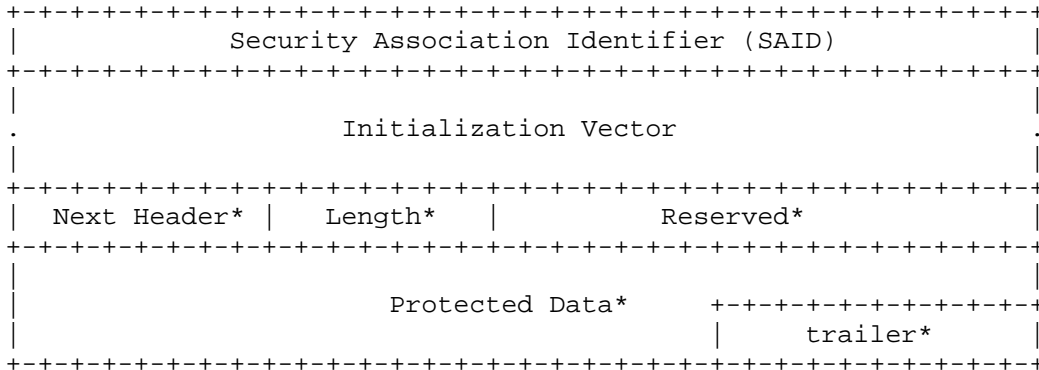 +-+-+-+-+-+-+-+-+-+-+-+-+-+-+-+-+-+-+-+-+-+-+-+-+-+-+-+-+-+-+-+-+
|             Security Association Identifier (SAID)            |
+-+-+-+-+-+-+-+-+-+-+-+-+-+-+-+-+-+-+-+-+-+-+-+-+-+-+-+-+-+-+-+-+
|                                                               |
.                    Initialization Vector                      .
|                                                               |
+-+-+-+-+-+-+-+-+-+-+-+-+-+-+-+-+-+-+-+-+-+-+-+-+-+-+-+-+-+-+-+-+
|  Next Header* |   Length*   |          Reserved*              |
+-+-+-+-+-+-+-+-+-+-+-+-+-+-+-+-+-+-+-+-+-+-+-+-+-+-+-+-+-+-+-+-+
|                                                               |
|                       Protected Data*     +-+-+-+-+-+-+-+-+-+-+
|                                           |     trailer*      |
+-+-+-+-+-+-+-+-+-+-+-+-+-+-+-+-+-+-+-+-+-+-+-+-+-+-+-+-+-+-+-+-+